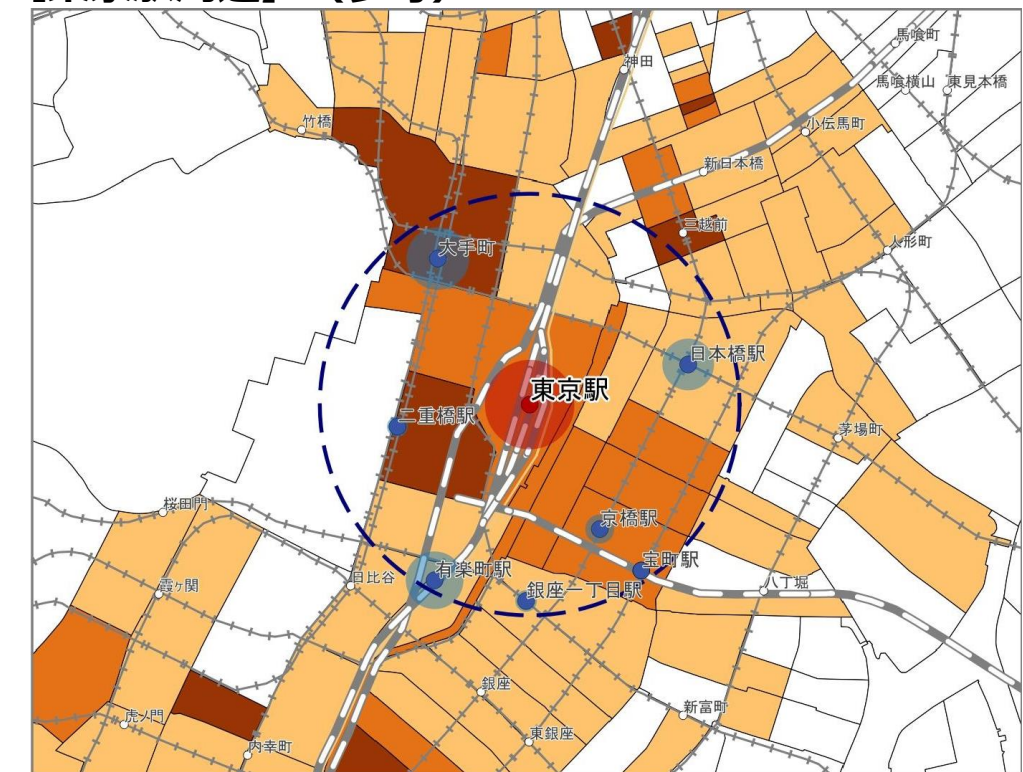 馬喰町
神田
馬喰横山
東見本橋
竹橋
小伝馬町
新日本橋
三越前
人形町
大手町
日本橋駅
東京駅
二重橋駅
茅場町
桜田門
京橋駅
宝町駅
有楽町駅
日比谷
霞ヶ関
銀座一丁目駅
八丁堀
銀座
新富町
虎ノ門
東銀座
内幸町